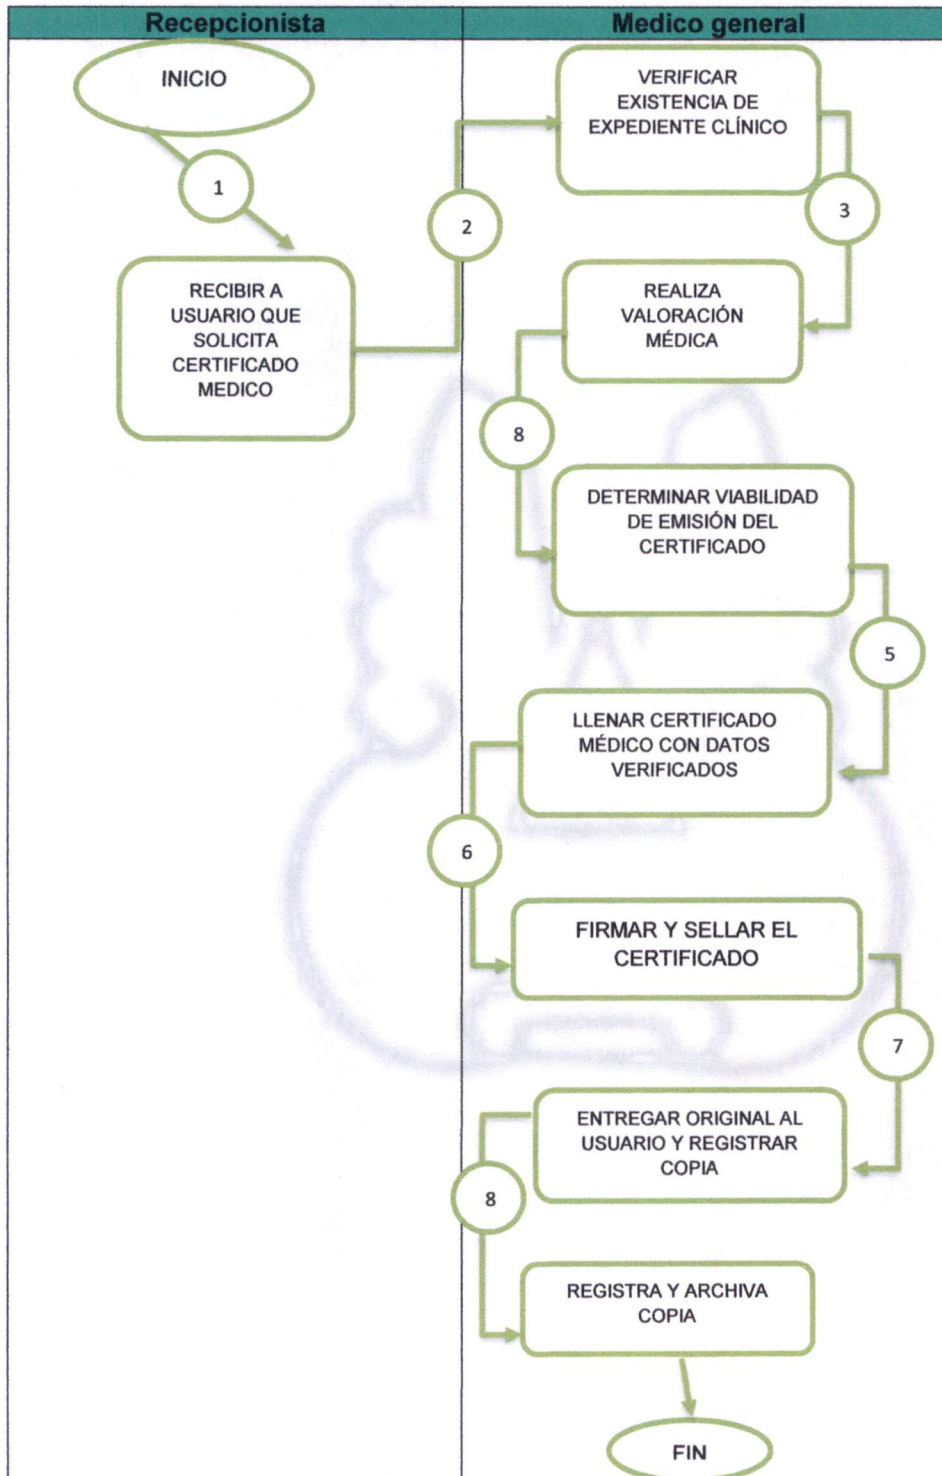 Recepcionista
Medico general
INICIO
1
RECIBIR A
USUARIO QUE
SOLICITA
CERTIFICADO
MEDICO
2
VERIFICAR
EXISTENCIA DE
EXPEDIENTE CLÍNICO
3
REALIZA
VALORACIÓN
MÉDICA
8
DETERMINAR VIABILIDAD
DE EMISIÓN DEL
CERTIFICADO
5
LLENAR CERTIFICADO
MÉDICO CON DATOS
VERIFICADOS
6
FIRMAR Y SELLAR EL
CERTIFICADO
7
ENTREGAR ORIGINAL AL
USUARIO Y REGISTRAR
COPIA
8
REGISTRA Y ARCHIVA
COPIA
FIN